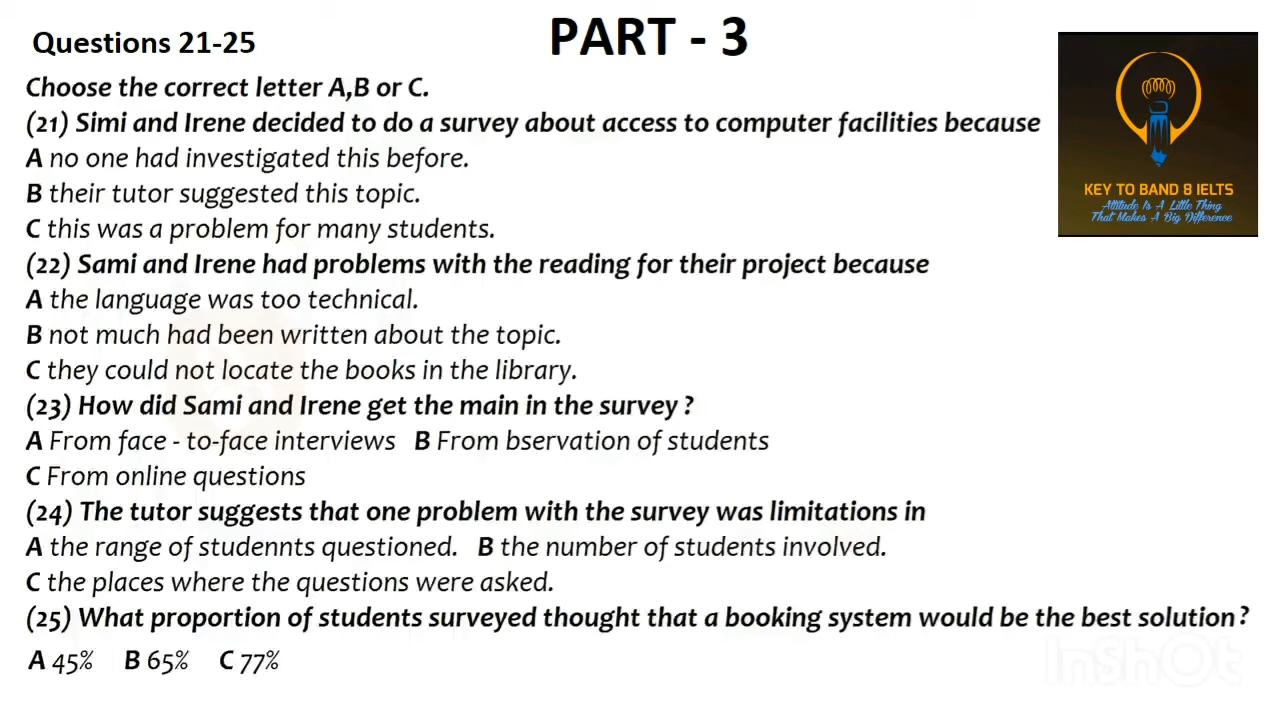 PART - 3
Questions 21-25
Choose the correct letter A,B or C.
(21) Simi and Irene decided to do a survey about access to computer facilities because
A no one had investigated this before.
B their tutor suggested this topic.
C this was a problem for many students.
(22) Sami and Irene had problems with the reading for their project because
A the language was too technical.
B not much had been written about the topic.
C they could not locate the books in the library.
(23) How did Sami and Irene get the main in the survey ?
A From face - to-face interviews B From bservation of students
C From online questions
(24) The tutor suggests that one problem with the survey was limitations in
A the range of studennts questioned. B the number of students involved.
C the places where the questions were asked.
(25) What proportion of students surveyed thought that a booking system would be the best solution ?
A 45% B 65% C 77%
KEY TO BAND 8 IELTS
Attitude Is A Little Thing
That Makes A Big Difference
InShOt